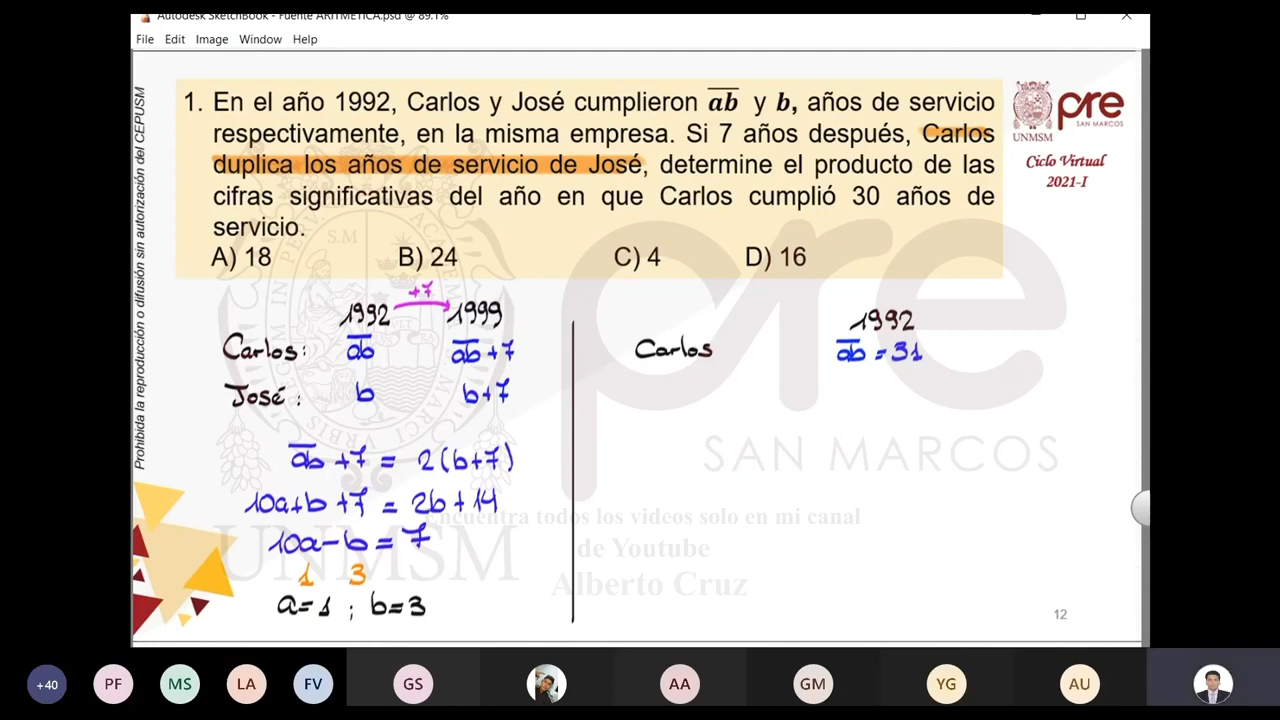 Autodesk SketchBook - Fuente ARITMETICA.psd @ 89.1%
File Edit Image Window Help
Prohibida la reproducción o difusión sin autorización del CEPUSM
1. En el año 1992, Carlos y José cumplieron a̅b̅ y b, años de servicio
respectivamente, en la misma empresa. Si 7 años después, Carlos
duplica los años de servicio de José, determine el producto de las
cifras significativas del año en que Carlos cumplió 30 años de
servicio.
A) 18 B) 24 C) 4 D) 16
UNMSM
pre
SAN MARCOS
Ciclo Virtual
2021-I
+7
1992 1999
Carlos: a̅b̅ a̅b̅+7
José: b b+7
a̅b̅ +7 = 2(b+7)
10a+b +7 = 2b+14
10a-b = 7
1 3
a=1 ; b=3
1992
Carlos a̅b̅ = 31
S.M
pre
SAN MARCOS
UNMSM
Encuentra todos los videos solo en mi canal
de Youtube
Alberto Cruz
12
+40 PF MS LA FV GS AA GM YG AU